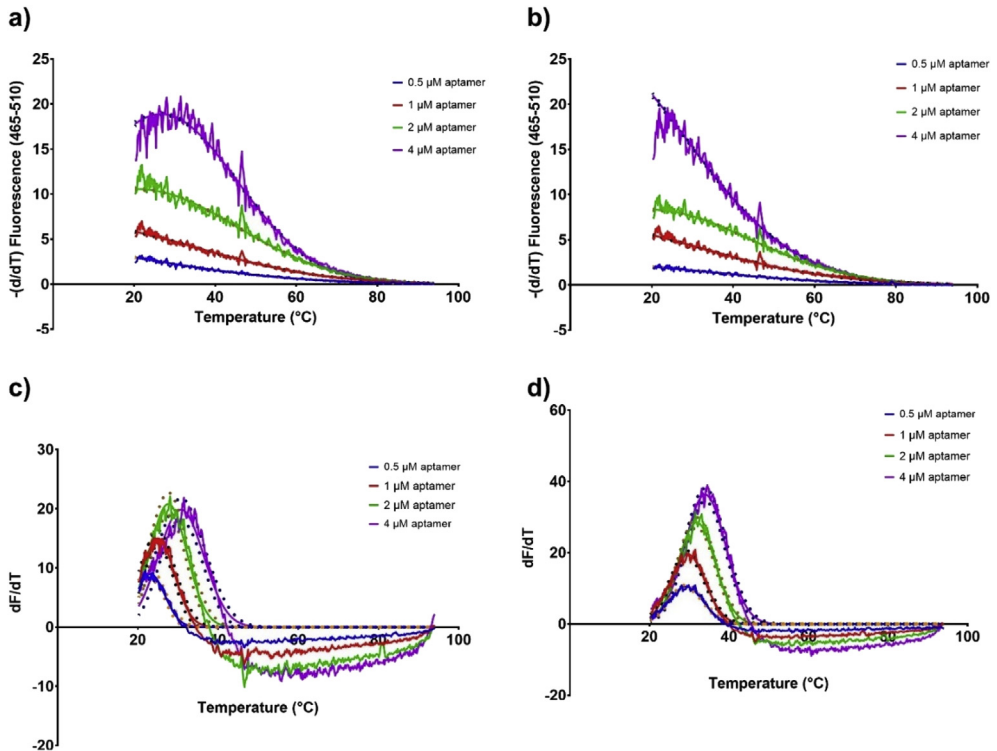 a)
-(d/dT) Fluorescence (465-510)
25
20
15
10
5
0
-5
20 40 60 80 100
Temperature (°C)
0.5 µM aptamer
1 µM aptamer
2 µM aptamer
4 µM aptamer
b)
-(d/dT) Fluorescence (465-510)
25
20
15
10
5
0
-5
20 40 60 80 100
Temperature (°C)
0.5 µM aptamer
1 µM aptamer
2 µM aptamer
4 µM aptamer
c)
dF/dT
30
20
10
0
-10
-20
20 40 60 80 100
Temperature (°C)
0.5 µM aptamer
1 µM aptamer
2 µM aptamer
4 µM aptamer
d)
dF/dT
60
40
20
0
-20
20 40 60 80 100
Temperature (°C)
0.5 µM aptamer
1 µM aptamer
2 µM aptamer
4 µM aptamer